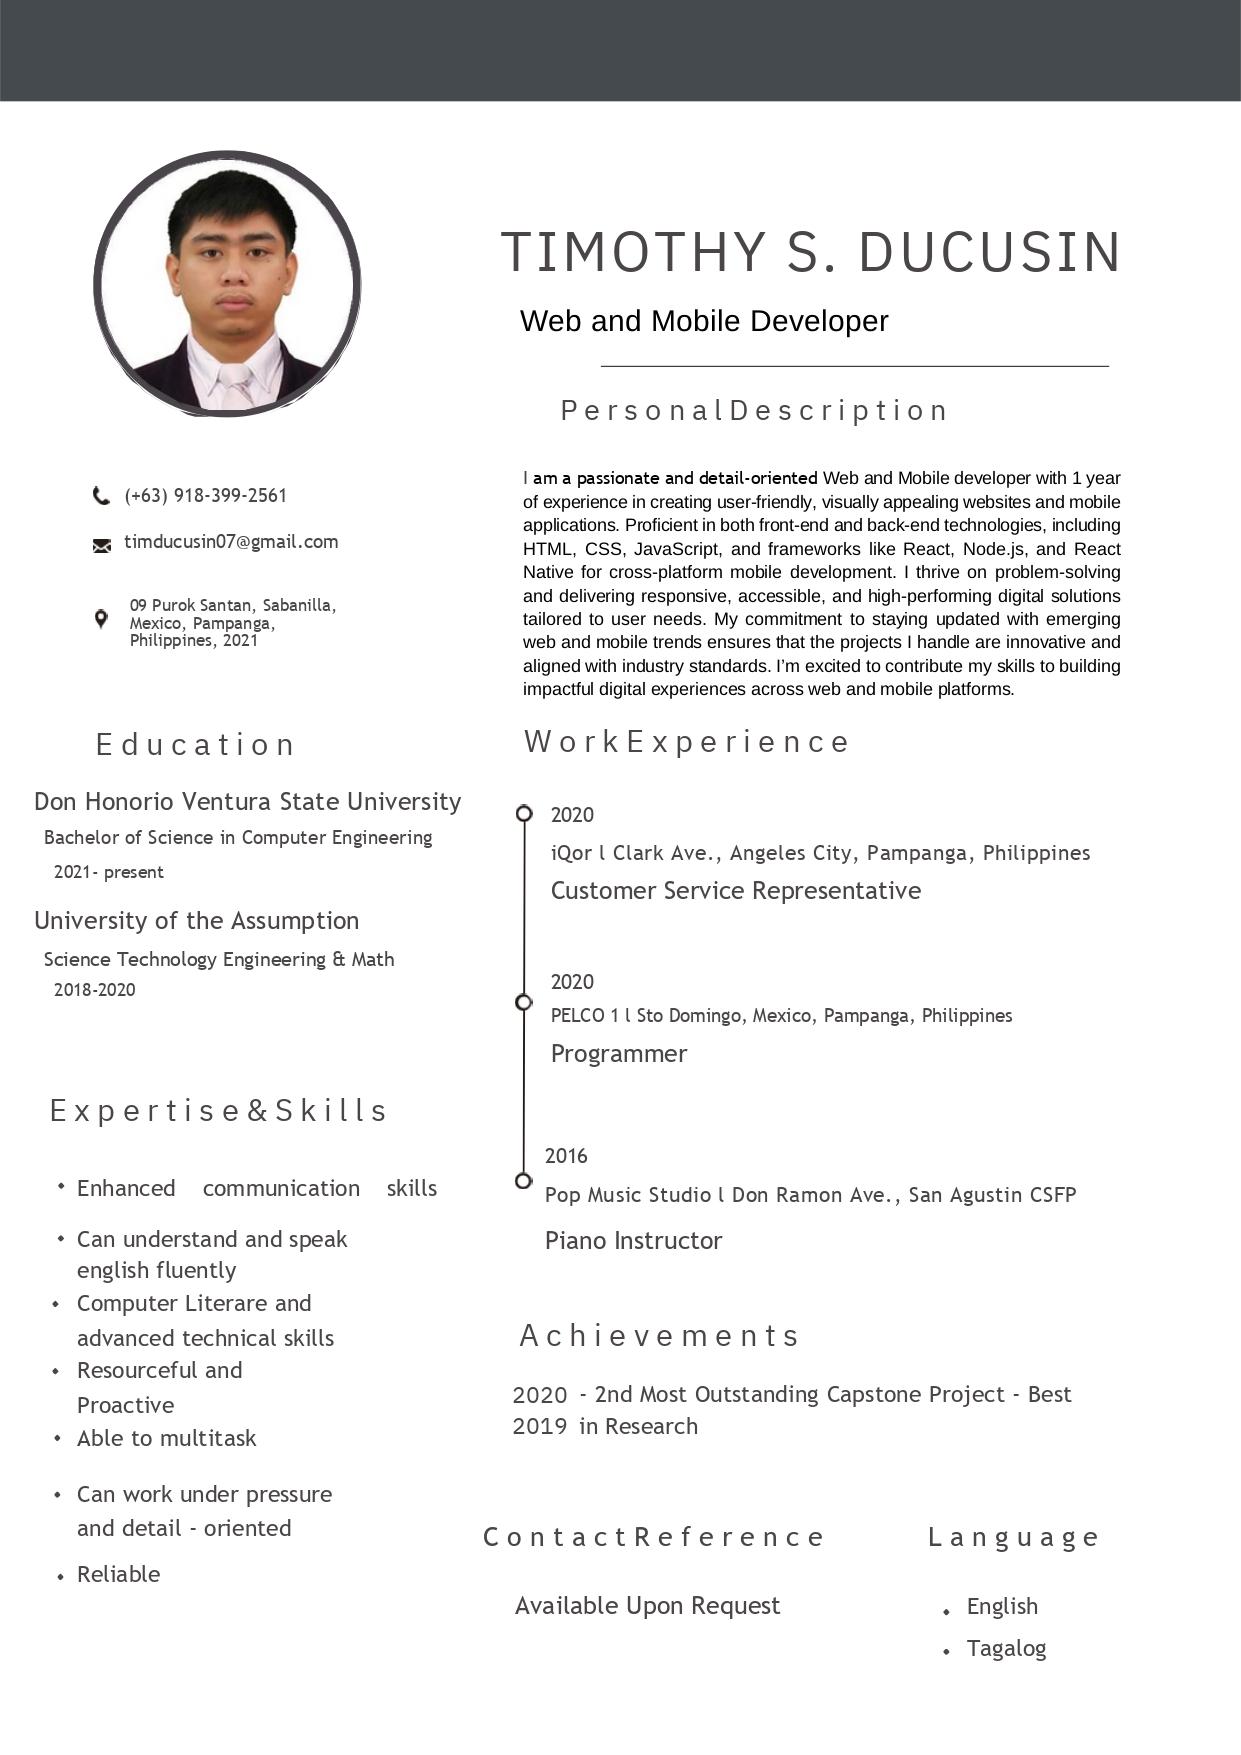 TIMOTHY S. DUCUSIN
Web and Mobile Developer
(+63) 918-399-2561
timducusin07@gmail.com
09 Purok Santan, Sabanilla,
Mexico, Pampanga,
Philippines, 2021
Education
Don Honorio Ventura State University
Bachelor of Science in Computer Engineering
2021- present
University of the Assumption
Science Technology Engineering & Math
2018-2020
Expertise&Skills
• Enhanced communication skills
• Can understand and speak
english fluently
• Computer Literare and
advanced technical skills
• Resourceful and
Proactive
• Able to multitask
• Can work under pressure
and detail - oriented
• Reliable
PersonalDescription
I am a passionate and detail-oriented Web and Mobile developer with 1 year
of experience in creating user-friendly, visually appealing websites and mobile
applications. Proficient in both front-end and back-end technologies, including
HTML, CSS, JavaScript, and frameworks like React, Node.js, and React
Native for cross-platform mobile development. I thrive on problem-solving
and delivering responsive, accessible, and high-performing digital solutions
tailored to user needs. My commitment to staying updated with emerging
web and mobile trends ensures that the projects I handle are innovative and
aligned with industry standards. I’m excited to contribute my skills to building
impactful digital experiences across web and mobile platforms.
WorkExperience
2020
iQor l Clark Ave., Angeles City, Pampanga, Philippines
Customer Service Representative
2020
PELCO 1 l Sto Domingo, Mexico, Pampanga, Philippines
Programmer
2016
Pop Music Studio l Don Ramon Ave., San Agustin CSFP
Piano Instructor
Achievements
2020 - 2nd Most Outstanding Capstone Project - Best
2019 in Research
ContactReference
Available Upon Request
Language
• English
• Tagalog